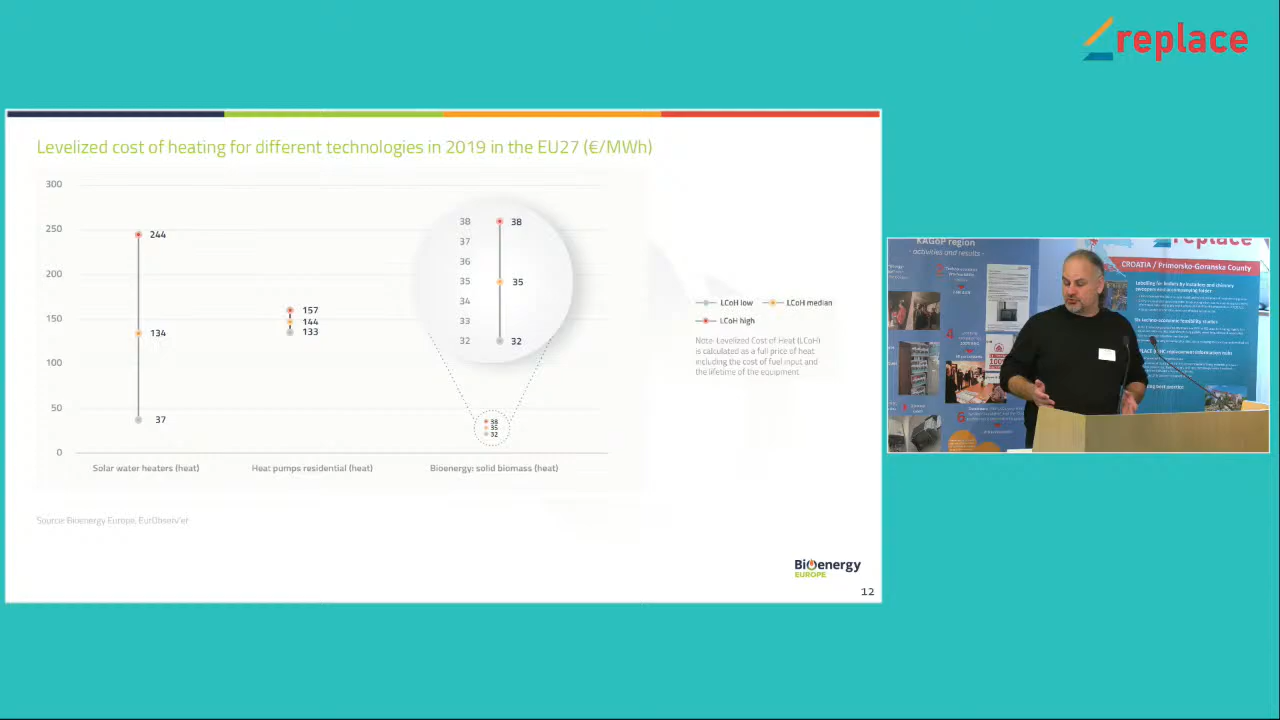 replace
Levelized cost of heating for different technologies in 2019 in the EU27 (€/MWh)
300
250
200
150
100
50
0
244
134
37
157
144
133
38
37
36
35
34
33
38
35
32
38
35
32
Solar water heaters (heat)
Heat pumps residential (heat)
Bioenergy: solid biomass (heat)
LCoH low
LCoH median
LCoH high
Note: Levelized Cost of Heat (LCoH)
is calculated as a full price of heat
including the cost of fuel input and
the lifetime of the equipment
Source: Bioenergy Europe, EurObserv'er
Bioenergy
EUROPE
12
KAGoP region
- activities and results -
replace
CROATIA / Primorsko-Goranska County
4
6